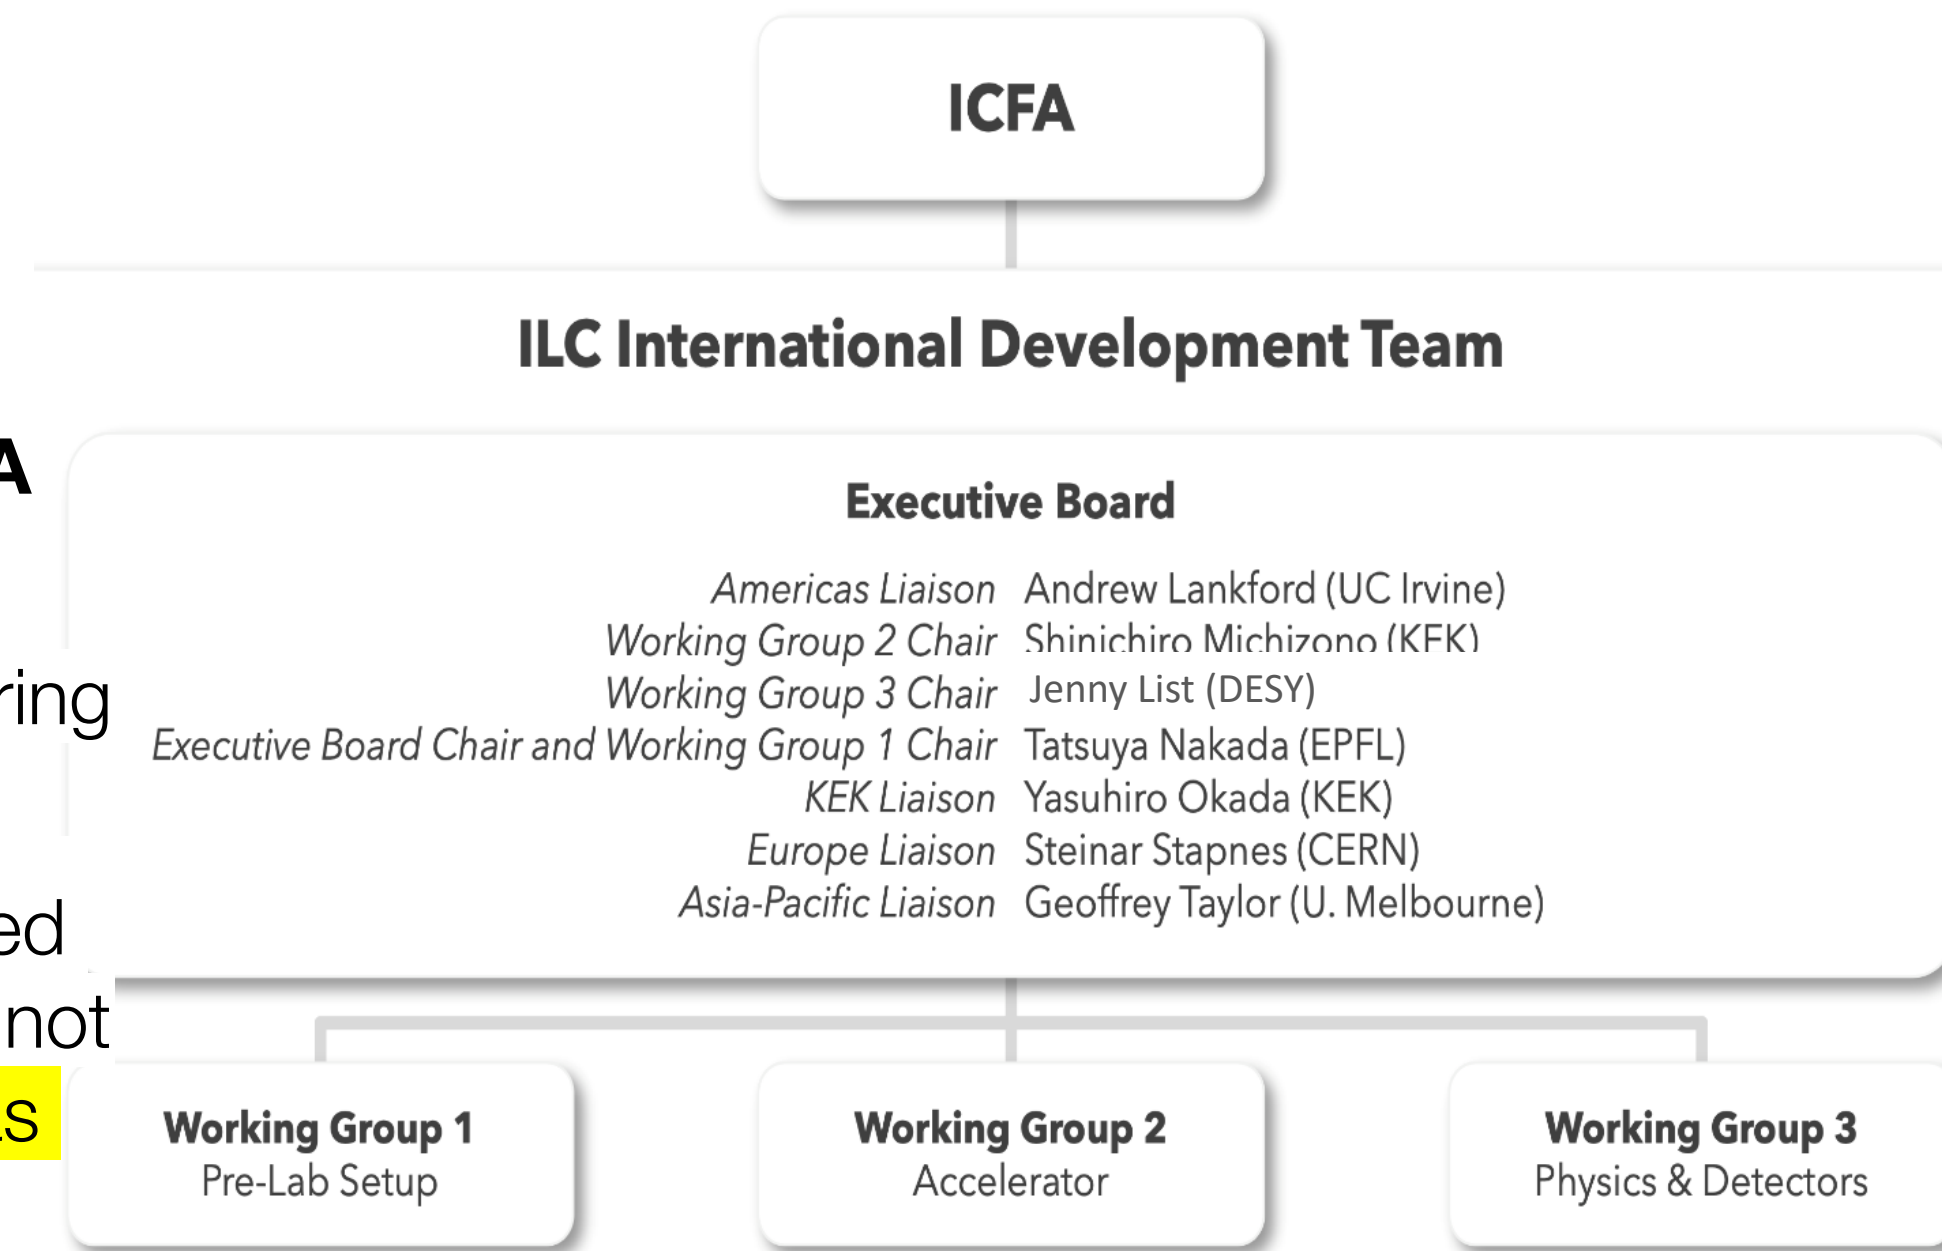 ICFA
ILC International Development Team
A
Executive Board
Americas Liaison Andrew Lankford (UC Irvine)
Working Group 2 Chair Shinichiro Michizono (KEK)
ring
Working Group 3 Chair Jenny List (DESY)
Executive Board Chair and Working Group 1 Chair Tatsuya Nakada (EPFL)
KEK Liaison Yasuhiro Okada (KEK)
Europe Liaison Steinar Stapnes (CERN)
Asia-Pacific Liaison Geoffrey Taylor (U. Melbourne)
ed
not
Working Group 1
Pre-Lab Setup
Working Group 2
Accelerator
Working Group 3
Physics & Detectors